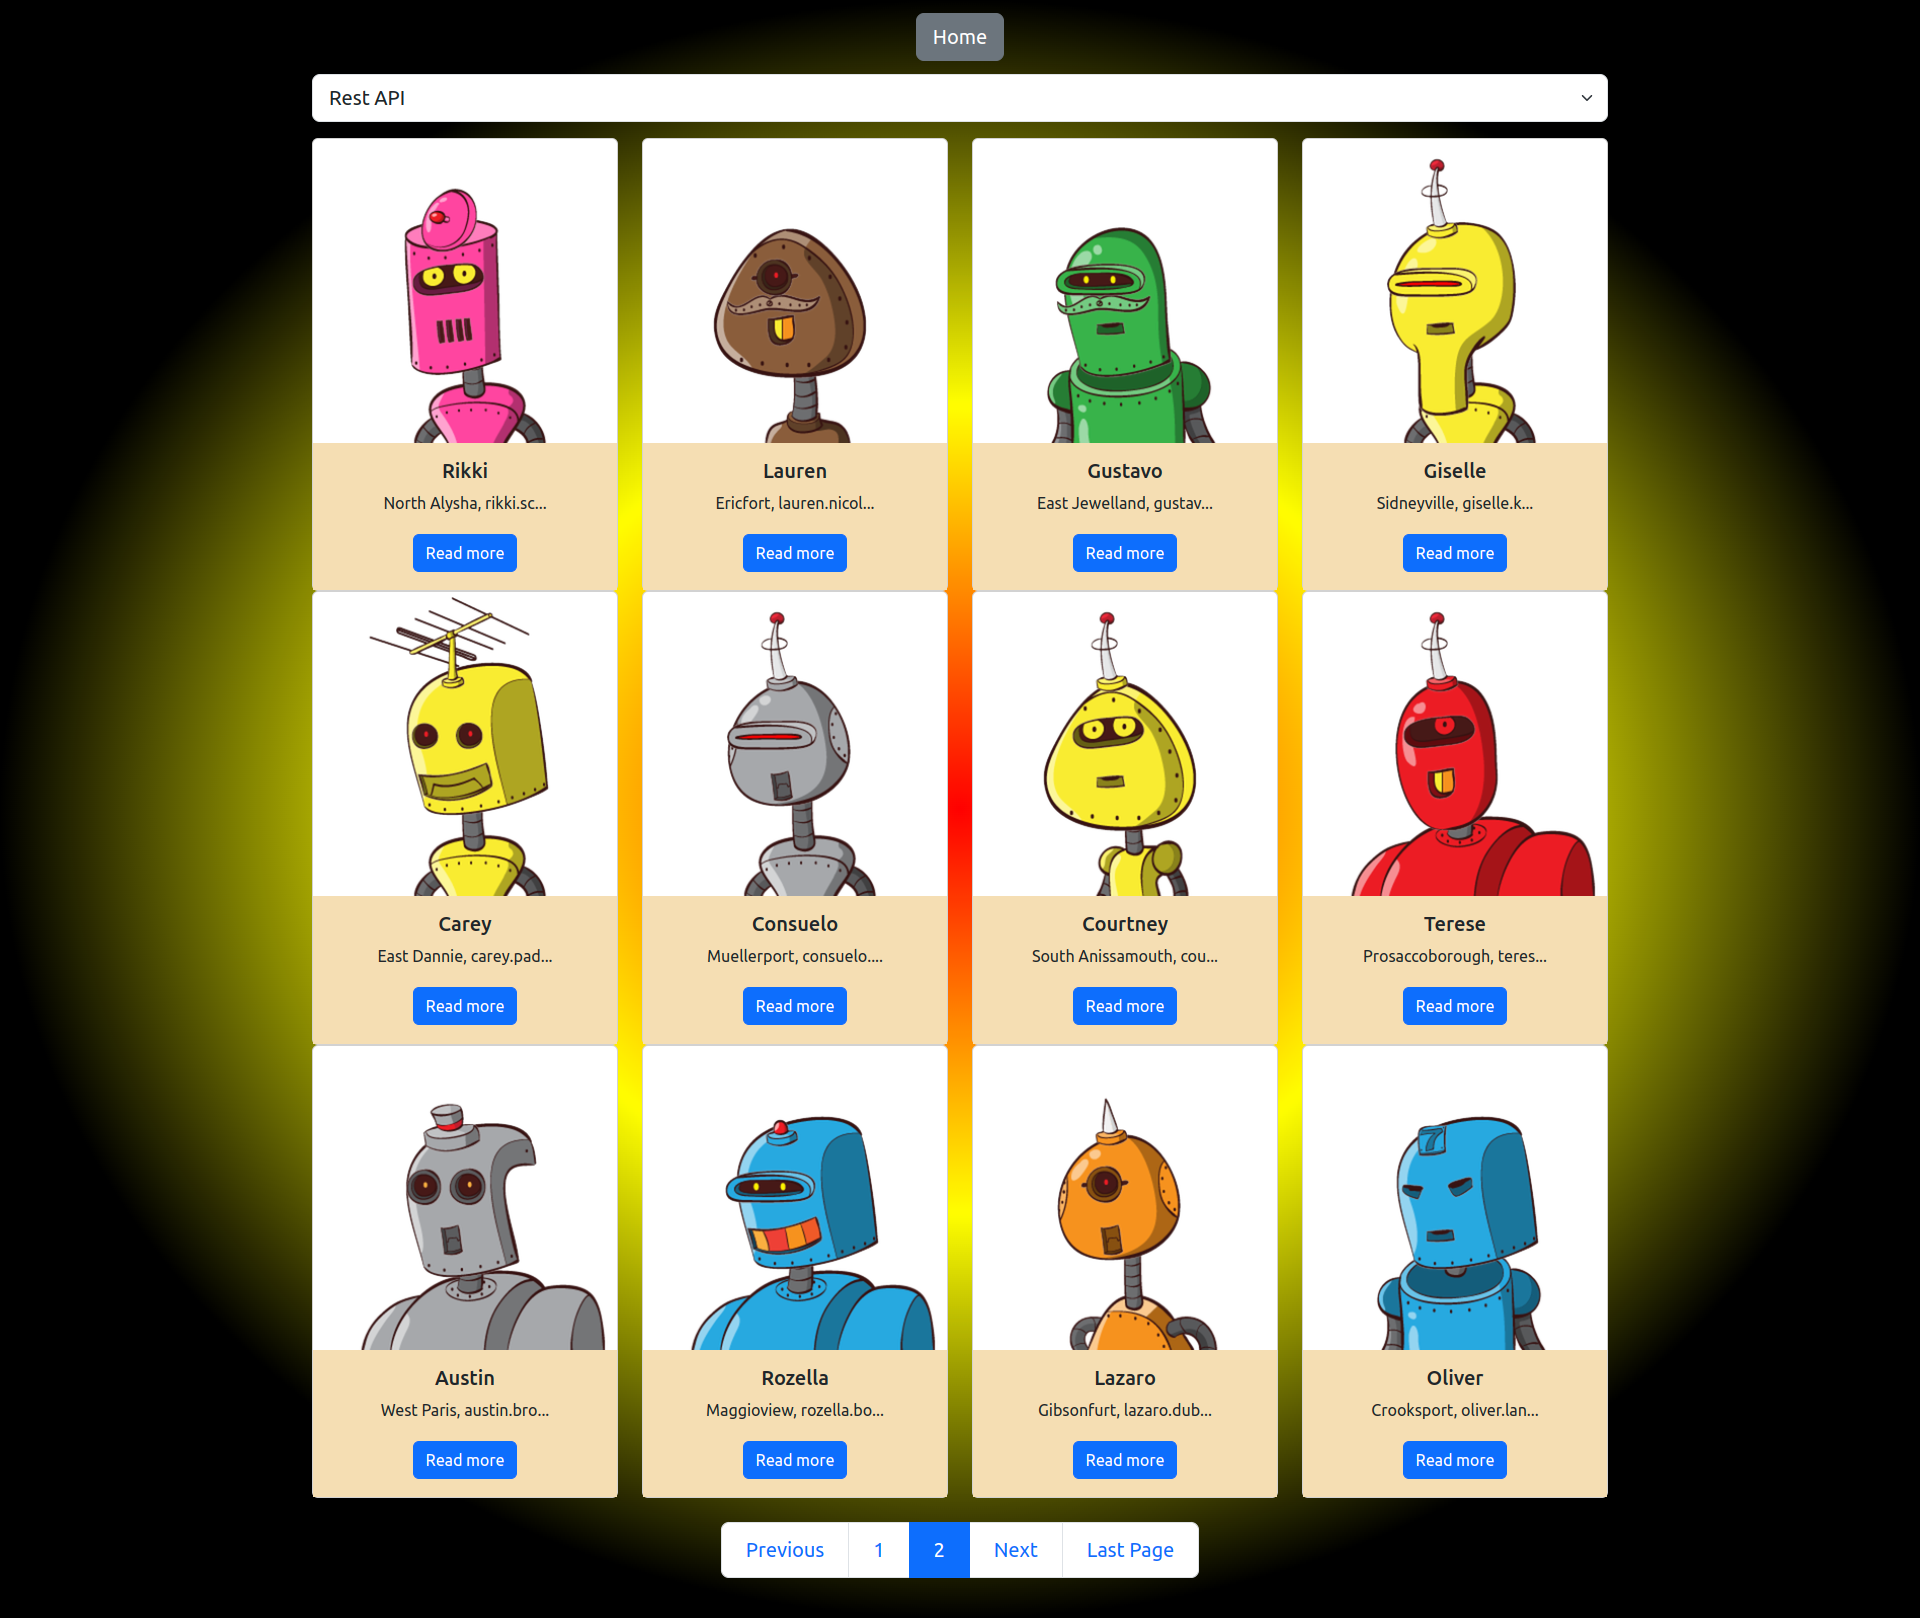 Home
Rest API
Rikki
North Alysha, rikki.sc...
Read more
Lauren
Ericfort, lauren.nicol...
Read more
Gustavo
East Jewelland, gustav...
Read more
Giselle
Sidneyville, giselle.k...
Read more
Carey
East Dannie, carey.pad...
Read more
Consuelo
Muellerport, consuelo....
Read more
Courtney
South Anissamouth, cou...
Read more
Terese
Prosaccoborough, teres...
Read more
Austin
West Paris, austin.bro...
Read more
Rozella
Maggioview, rozella.bo...
Read more
Lazaro
Gibsonfurt, lazaro.dub...
Read more
7
Oliver
Crooksport, oliver.lan...
Read more
Previous
1
2
Next
Last Page